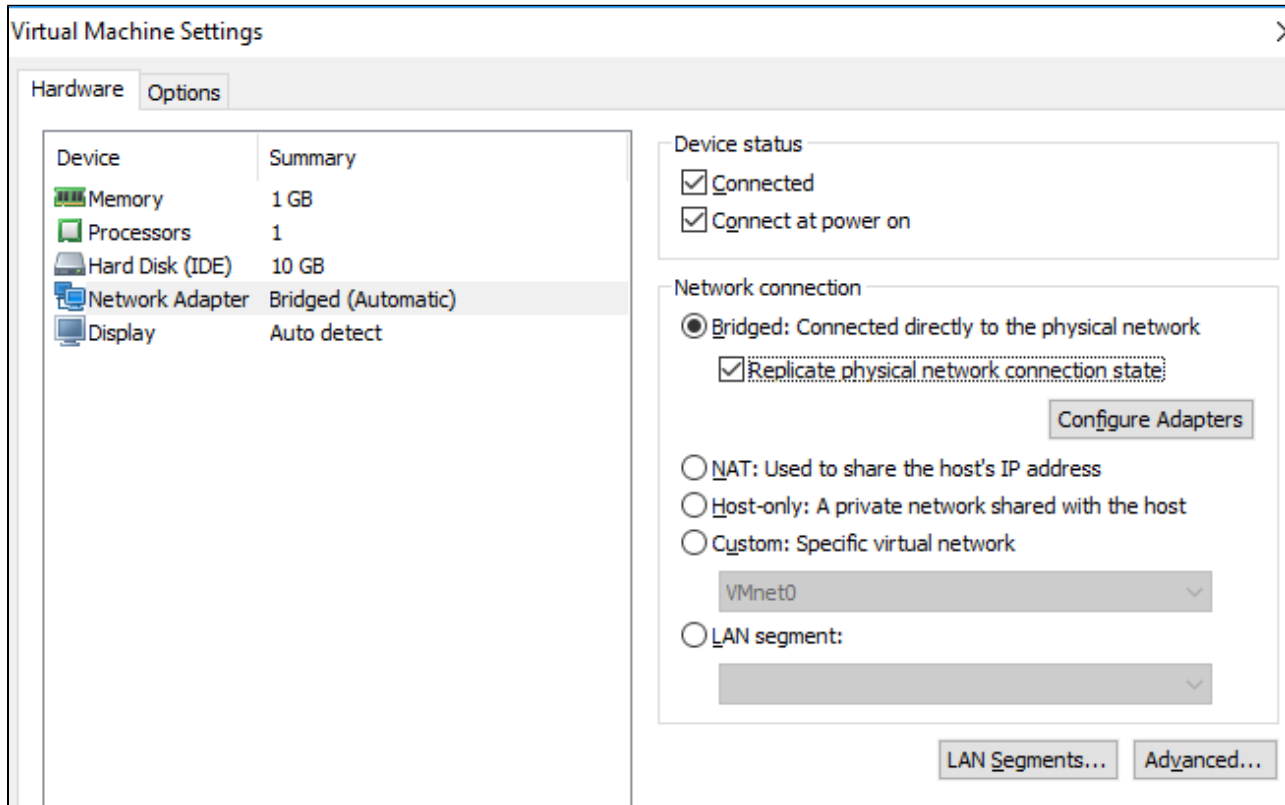 Virtual Machine Settings
Hardware Options
Device Summary
Memory 1 GB
Processors 1
Hard Disk (IDE) 10 GB
Network Adapter Bridged (Automatic)
Display Auto detect
Device status
Connected
Connect at power on
Network connection
Bridged: Connected directly to the physical network
Replicate physical network connection state
Configure Adapters
NAT: Used to share the host's IP address
Host-only: A private network shared with the host
Custom: Specific virtual network
VMnet0
LAN segment:
LAN Segments... Advanced...